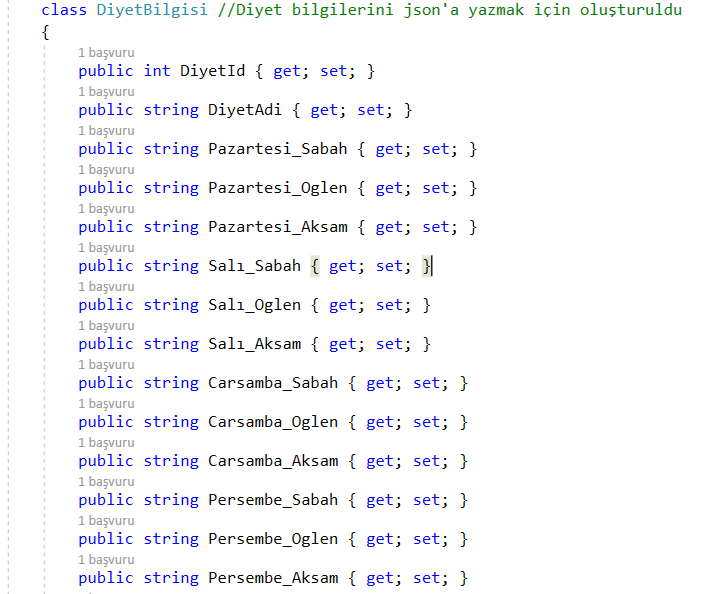 class DiyetBilgisi //Diyet bilgilerini json'a yazmak için oluşturuldu
{
1 başvuru
public int DiyetId { get; set; }
1 başvuru
public string DiyetAdi { get; set; }
1 başvuru
public string Pazartesi_Sabah { get; set; }
1 başvuru
public string Pazartesi_Oglen { get; set; }
1 başvuru
public string Pazartesi_Aksam { get; set; }
1 başvuru
public string Salı_Sabah { get; set; }
1 başvuru
public string Salı_Oglen { get; set; }
1 başvuru
public string Salı_Aksam { get; set; }
1 başvuru
public string Carsamba_Sabah { get; set; }
1 başvuru
public string Carsamba_Oglen { get; set; }
1 başvuru
public string Carsamba_Aksam { get; set; }
1 başvuru
public string Persembe_Sabah { get; set; }
1 başvuru
public string Persembe_Oglen { get; set; }
1 başvuru
public string Persembe_Aksam { get; set; }